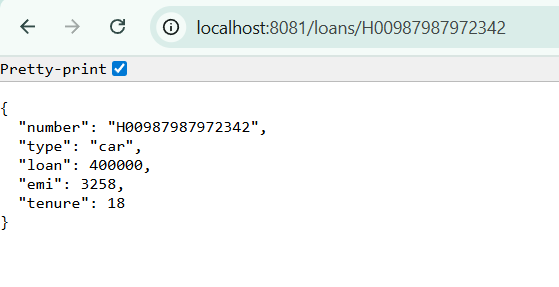 localhost:8081/loans/H00987987972342
Pretty-print
{
  "number": "H00987987972342",
  "type": "car",
  "loan": 400000,
  "emi": 3258,
  "tenure": 18
}